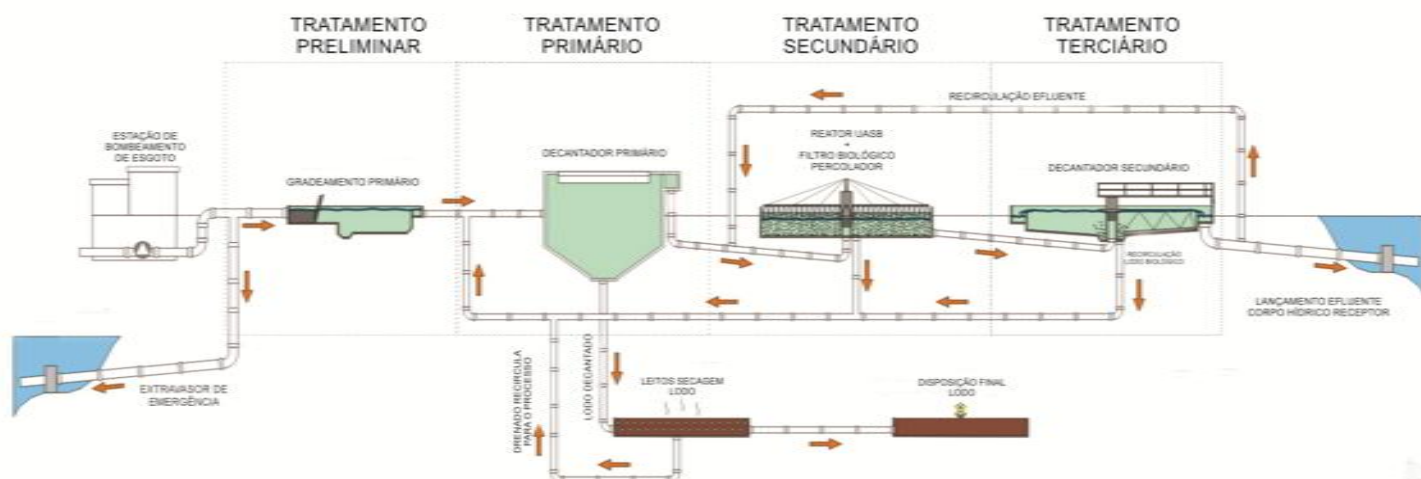 TRATAMENTO
PRELIMINAR
TRATAMENTO
PRIMÁRIO
TRATAMENTO
SECUNDÁRIO
TRATAMENTO
TERCIÁRIO
RECIRCULAÇÃO EFLUENTE
ESTAÇÃO DE
BOMBEAMENTO
DE ESGOTO
GRADEAMENTO PRIMÁRIO
DECANTADOR PRIMÁRIO
REATOR UASB
+
FILTRO BIOLÓGICO
PERCOLADOR
DECANTADOR SECUNDÁRIO
RECIRCULAÇÃO
LODO BIOLÓGICO
LANÇAMENTO EFLUENTE
CORPO HÍDRICO RECEPTOR
EXTRAVASOR DE
EMERGÊNCIA
DRENADO RECIRCULA
PARA O PROCESSO
LODO DECANTADO
LEITOS SECAGEM
LODO
DISPOSIÇÃO FINAL
LODO